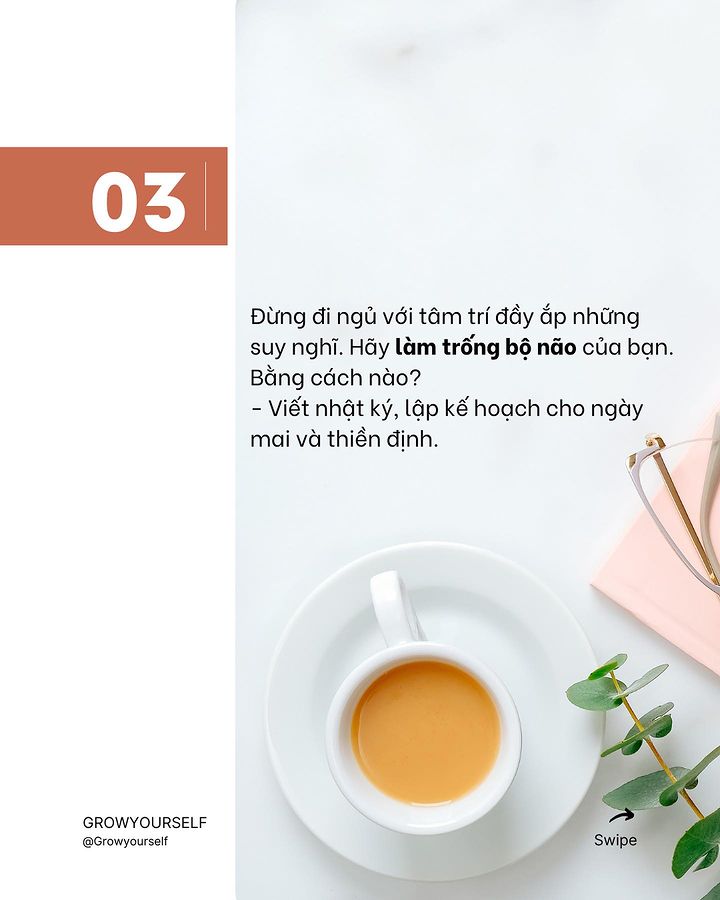 03
Đừng đi ngủ với tâm trí đầy ắp những
suy nghĩ. Hãy làm trống bộ não của bạn.
Bằng cách nào?
- Viết nhật ký, lập kế hoạch cho ngày
mai và thiền định.
GROWYOURSELF
@Growyourself
Swipe